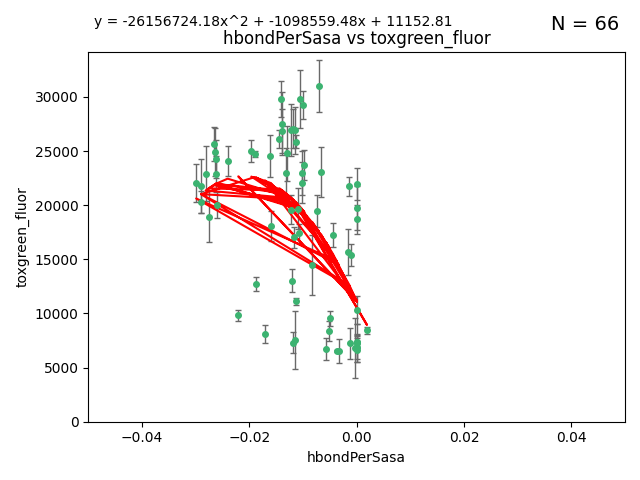 y = -26156724.18x^2 + -1098559.48x + 11152.81
N = 66
hbondPerSasa vs toxgreen_fluor
30000
25000
20000
15000
10000
5000
0
toxgreen_fluor
−0.04
−0.02
0.00
0.02
0.04
hbondPerSasa